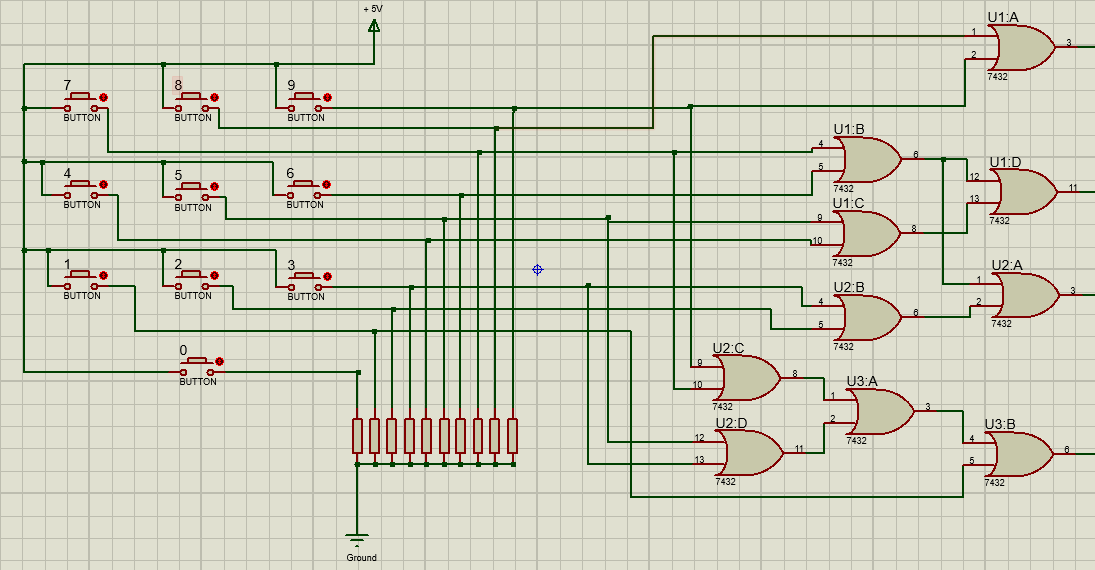 + 5V
U1:A
1
3
2
7432
7
8
9
BUTTON
BUTTON
BUTTON
U1:B
4
6
5
7432
U1:D
12
11
13
7432
4
5
6
BUTTON
BUTTON
BUTTON
U1:C
9
8
10
7432
1
2
3
BUTTON
BUTTON
BUTTON
U2:A
1
3
2
7432
U2:B
4
6
5
7432
0
BUTTON
U2:C
9
8
10
7432
U3:A
1
3
2
7432
U2:D
12
11
13
7432
U3:B
4
6
5
7432
Ground